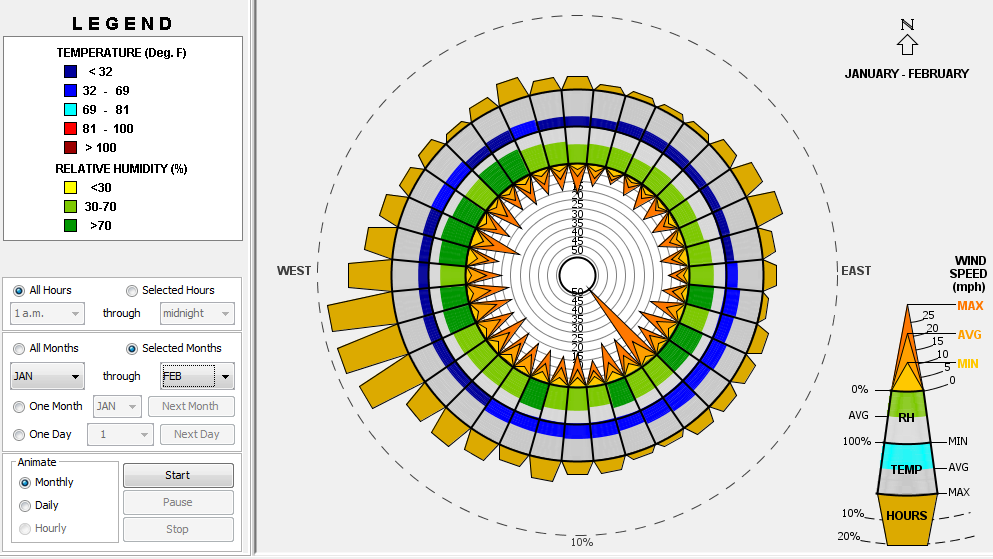 LEGEND
TEMPERATURE (Deg. F)
< 32
32 - 69
69 - 81
81 - 100
> 100
RELATIVE HUMIDITY (%)
<30
30-70
>70
All Hours Selected Hours
1 a.m. through midnight
All Months Selected Months
JAN through FEB
One Month JAN Next Month
One Day 1 Next Day
Animate
Monthly
Daily
Hourly
Start
Pause
Stop
N
JANUARY - FEBRUARY
WEST
EAST
15
20
25
30
35
40
45
50
50
45
40
35
30
25
20
15
10%
WIND
SPEED
(mph)
MAX
25
20 AVG
15
10 MIN
5
0% 0
AVG RH
100% MIN
TEMP AVG
MAX
10% HOURS
20%